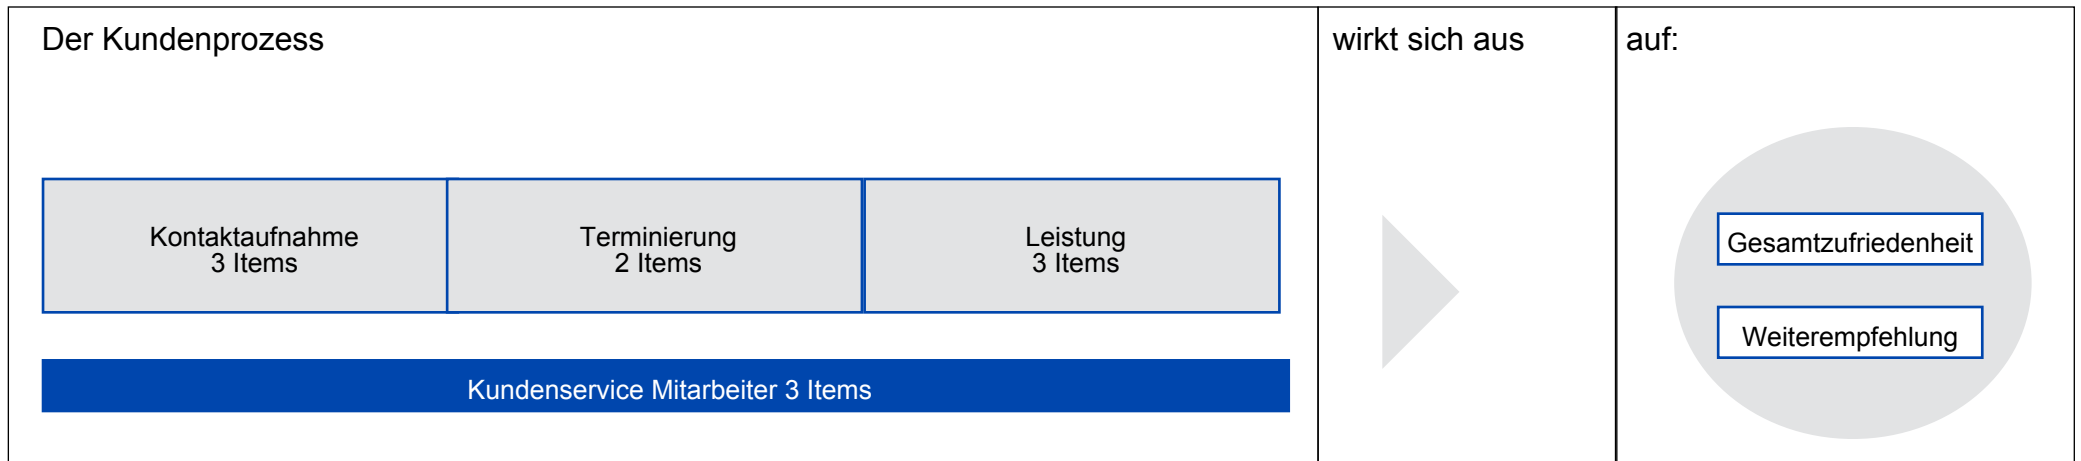 Der Kundenprozess
wirkt sich aus
auf:
Kontaktaufnahme
3 Items
Terminierung
2 Items
Leistung
3 Items
Kundenservice Mitarbeiter 3 Items
Gesamtzufriedenheit
Weiterempfehlung